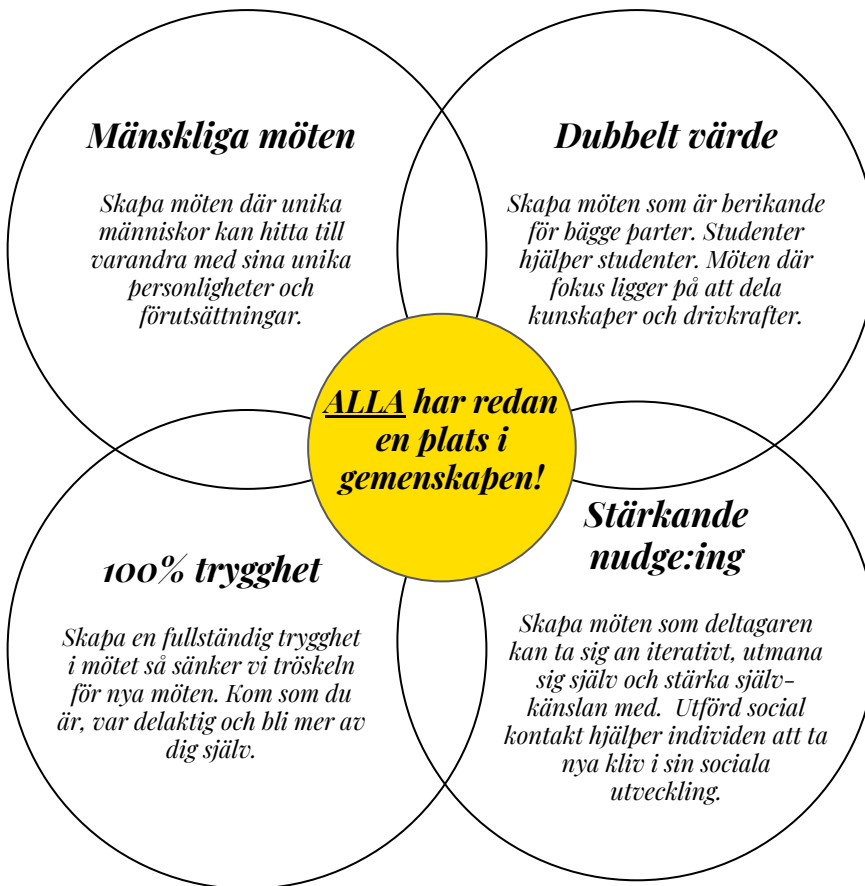 Mänskliga möten
Skapa möten där unika
människor kan hitta till
varandra med sina unika
personligheter och
förutsättningar.
Dubbelt värde
Skapa möten som är berikande
för bägge parter. Studenter
hjälper studenter. Möten där
fokus ligger på att dela
kunskaper och drivkrafter.
ALLA har redan
en plats i
gemenskapen!
100% trygghet
Skapa en fullständig trygghet
i mötet så sänker vi tröskeln
för nya möten. Kom som du
är, var delaktig och bli mer av
dig själv.
Stärkande
nudge:ing
Skapa möten som deltagaren
kan ta sig an iterativt, utmana
sig själv och stärka själv-
känslan med.  Utförd social
kontakt hjälper individen att ta
nya kliv i sin sociala
utveckling.